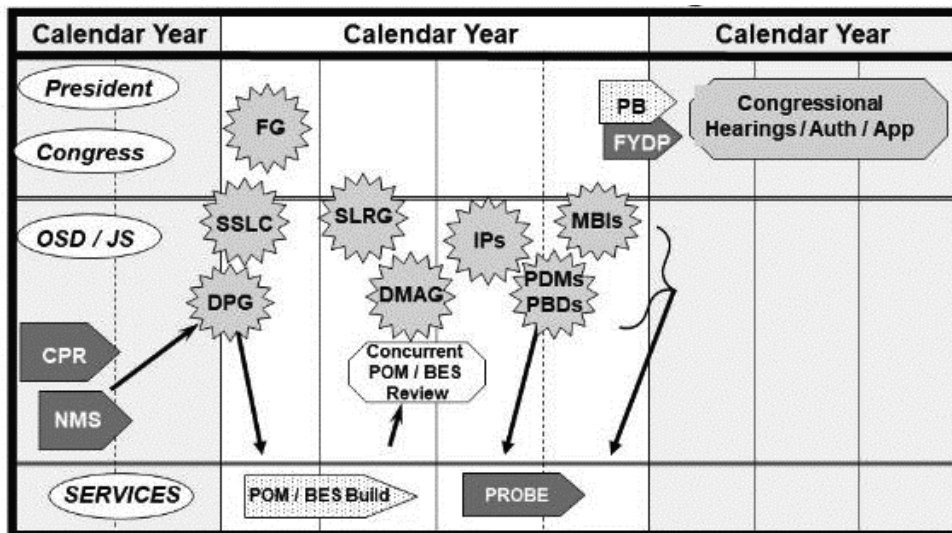 Calendar Year
Calendar Year
Calendar Year
President
FG
PB
Congressional
Hearings / Auth / App
FYDP
Congress
OSD / JS
SSLC
SLRG
IPs
MBIs
DPG
DMAG
PDMs
PBDs
CPR
Concurrent
POM / BES
Review
NMS
SERVICES
POM / BES Build
PROBE